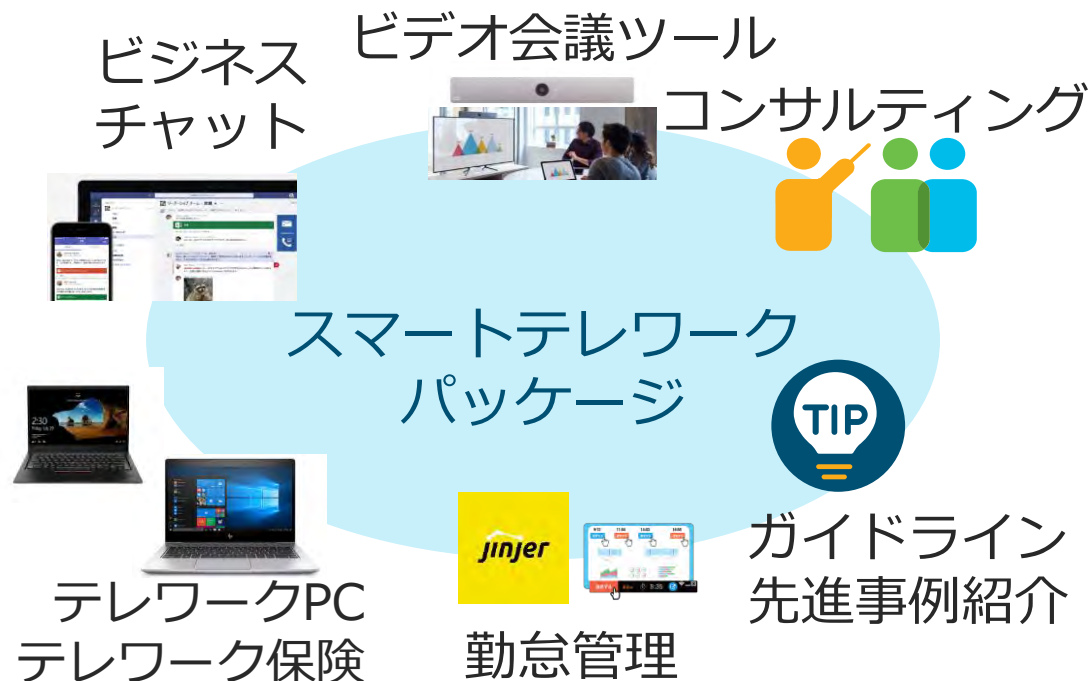 ビデオ会議ツール
ビジネス
チャット
コンサルティング
スマートテレワーク
パッケージ
2:30
TIP
jinjer
ガイドライン
先進事例紹介
テレワークPC
テレワーク保険
勤怠管理